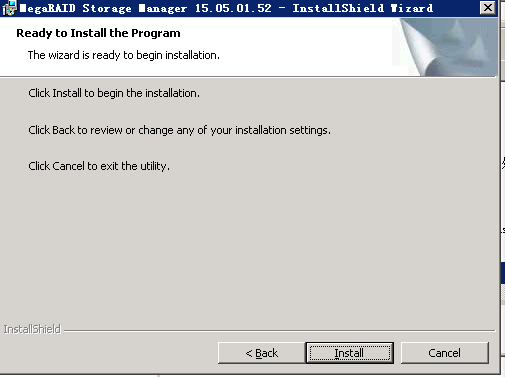 MegaRAID Storage Manager 15.05.01.52 - InstallShield Wizard
Ready to Install the Program
The wizard is ready to begin installation.
Click Install to begin the installation.
Click Back to review or change any of your installation settings.
Click Cancel to exit the utility.
InstallShield
< Back Install Cancel